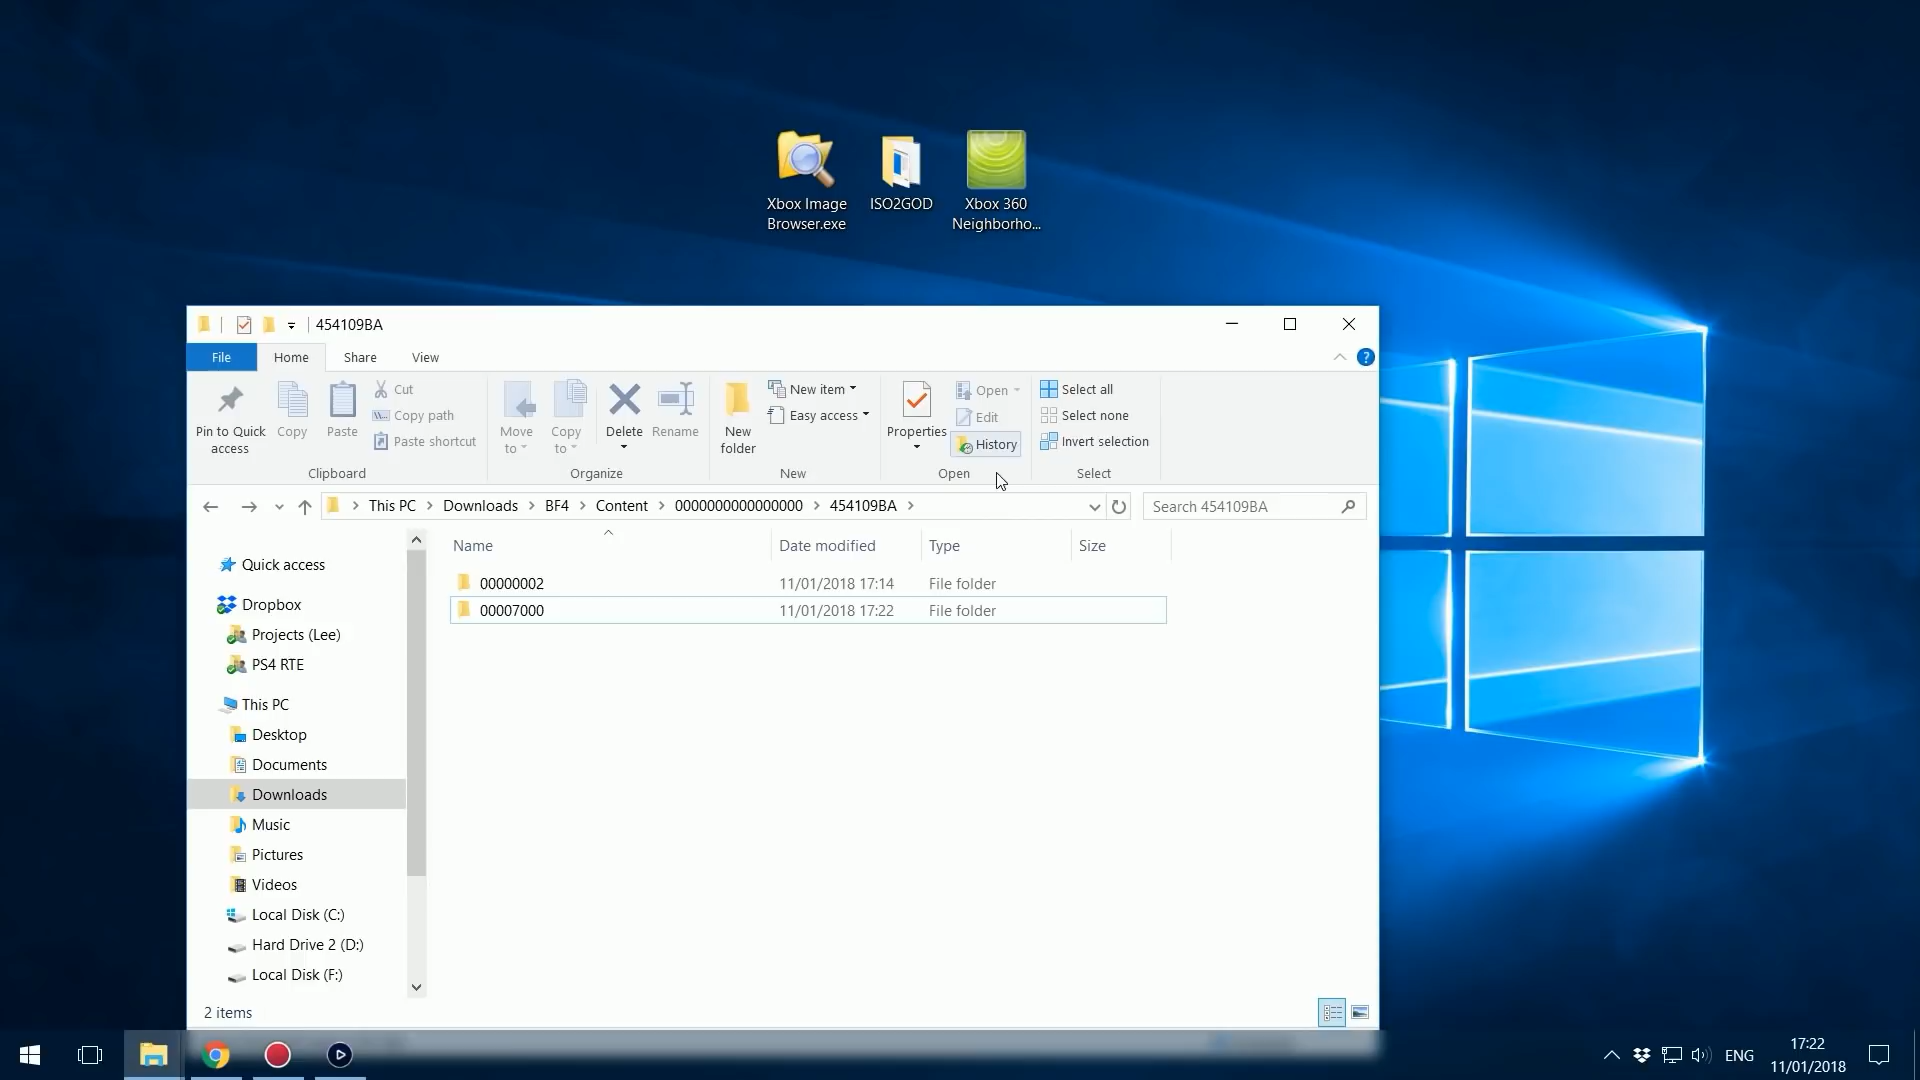 Xbox Image
Browser.exe
ISO2GOD
Xbox 360
Neighborho...
454109BA
File
Home
Share
View
Pin to Quick
access
Copy
Paste
Cut
Copy path
Paste shortcut
Clipboard
Move
to
Copy
to
Delete
Rename
Organize
New
folder
New item
Easy access
New
Properties
Open
Edit
History
Open
Select all
Select none
Invert selection
Select
This PC
Downloads
BF4
Content
0000000000000000
454109BA
Search 454109BA
Name
Date modified
Type
Size
00000002
11/01/2018 17:14
File folder
00007000
11/01/2018 17:22
File folder
Quick access
Dropbox
Projects (Lee)
PS4 RTE
This PC
Desktop
Documents
Downloads
Music
Pictures
Videos
Local Disk (C:)
Hard Drive 2 (D:)
Local Disk (F:)
2 items
ENG
17:22
11/01/2018